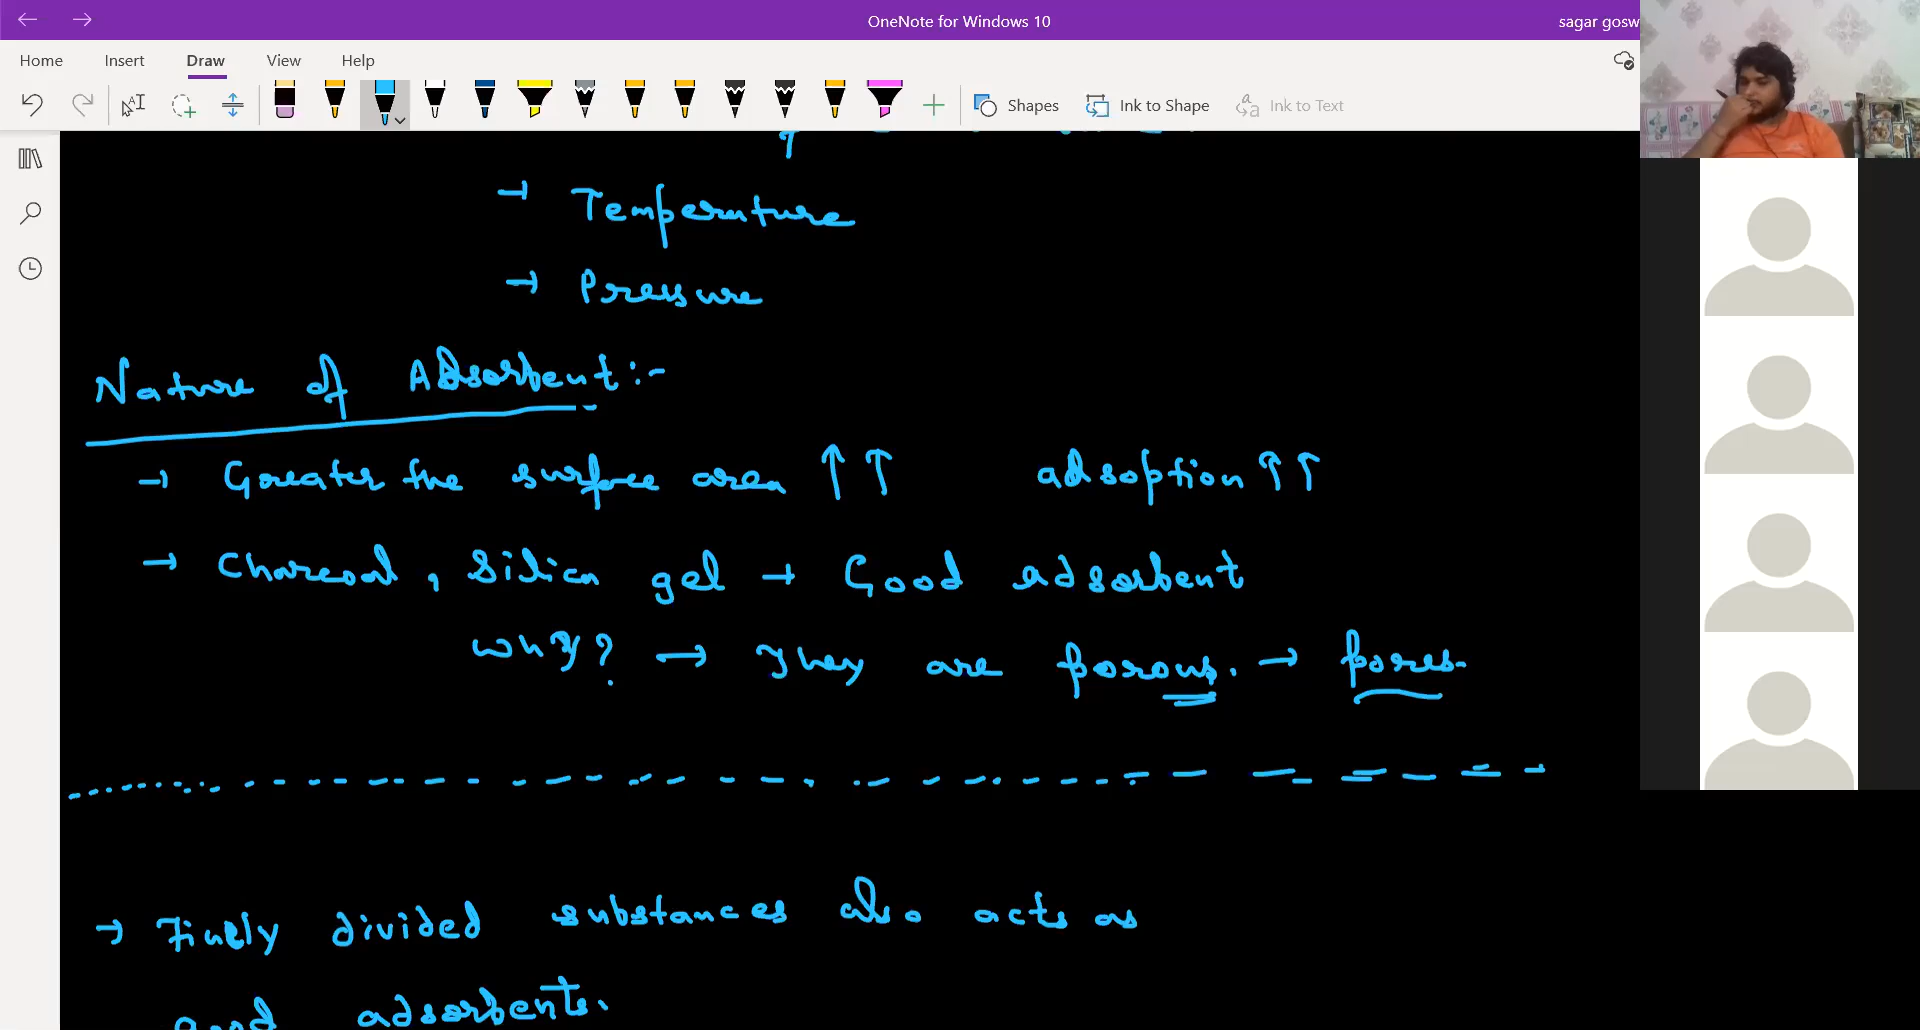 OneNote for Windows 10
sagar gosw
Home Insert Draw View Help
Shapes Ink to Shape Ink to Text
→ Temperature
→ Pressure
Nature of Adsorbent:-
→ Greater the surface area ↑↑ adsoption ↑↑
→ Charcoal, Silica gel → Good adsorbent
Why? → They are porous. → pores
→ Finely divided substances also acts as
good adsorbents.